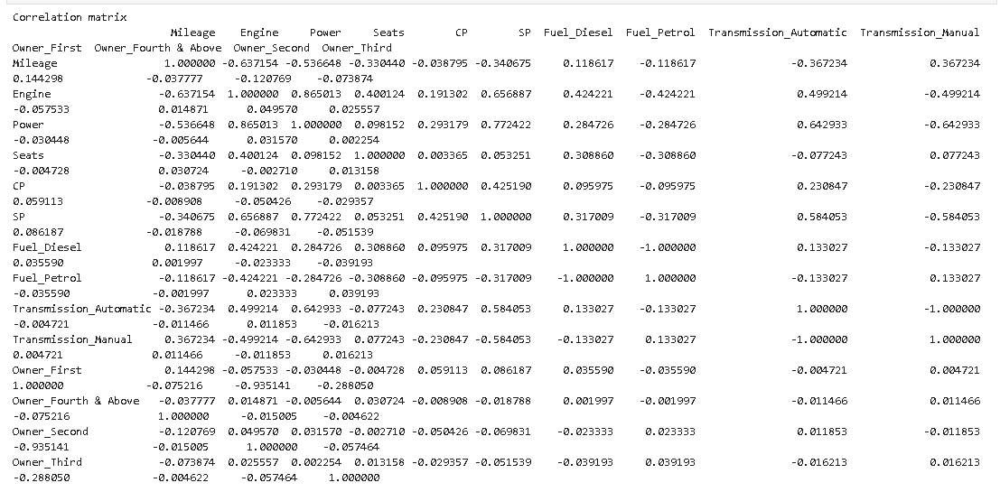 Correlation matrix
Mileage Engine Power Seats CP SP Fuel_Diesel Fuel_Petrol Transmission_Automatic Transmission_Manual
Owner_First Owner_Fourth & Above Owner_Second Owner_Third
Mileage 1.000000 -0.637154 -0.536648 -0.330440 -0.038795 -0.340675 0.118617 -0.118617 -0.367234 0.367234
0.144298 -0.037777 -0.120769 -0.073874
Engine -0.637154 1.000000 0.865013 0.400124 0.191302 0.656887 0.424221 -0.424221 0.499214 -0.499214
-0.057533 0.014871 0.049570 0.025557
Power -0.536648 0.865013 1.000000 0.098152 0.293179 0.772422 0.284726 -0.284726 0.642933 -0.642933
-0.030448 -0.005644 0.031570 0.002254
Seats -0.330440 0.400124 0.098152 1.000000 0.003365 0.053251 0.308860 -0.308860 -0.077243 0.077243
-0.004728 0.030724 -0.002710 0.013158
CP -0.038795 0.191302 0.293179 0.003365 1.000000 0.425190 0.095975 -0.095975 0.230847 -0.230847
0.059113 -0.008908 -0.050426 -0.029357
SP -0.340675 0.656887 0.772422 0.053251 0.425190 1.000000 0.317009 -0.317009 0.584053 -0.584053
0.086187 -0.018788 -0.069831 -0.051539
Fuel_Diesel 0.118617 0.424221 0.284726 0.308860 0.095975 0.317009 1.000000 -1.000000 0.133027 -0.133027
0.035590 0.001997 -0.023333 -0.039193
Fuel_Petrol -0.118617 -0.424221 -0.284726 -0.308860 -0.095975 -0.317009 -1.000000 1.000000 -0.133027 0.133027
-0.035590 -0.001997 0.023333 0.039193
Transmission_Automatic -0.367234 0.499214 0.642933 -0.077243 0.230847 0.584053 0.133027 -0.133027 1.000000 -1.000000
-0.004721 -0.011466 0.011853 -0.016213
Transmission_Manual 0.367234 -0.499214 -0.642933 0.077243 -0.230847 -0.584053 -0.133027 0.133027 -1.000000 1.000000
0.004721 0.011466 -0.011853 0.016213
Owner_First 0.144298 -0.057533 -0.030448 -0.004728 0.059113 0.086187 0.035590 -0.035590 -0.004721 0.004721
1.000000 -0.075216 -0.935141 -0.288050
Owner_Fourth & Above -0.037777 0.014871 -0.005644 0.030724 -0.008908 -0.018788 0.001997 -0.001997 -0.011466 0.011466
-0.075216 1.000000 -0.015005 -0.004622
Owner_Second -0.120769 0.049570 0.031570 -0.002710 -0.050426 -0.069831 -0.023333 0.023333 0.011853 -0.011853
-0.935141 -0.015005 1.000000 -0.057464
Owner_Third -0.073874 0.025557 0.002254 0.013158 -0.029357 -0.051539 -0.039193 0.039193 -0.016213 0.016213
-0.288050 -0.004622 -0.057464 1.000000